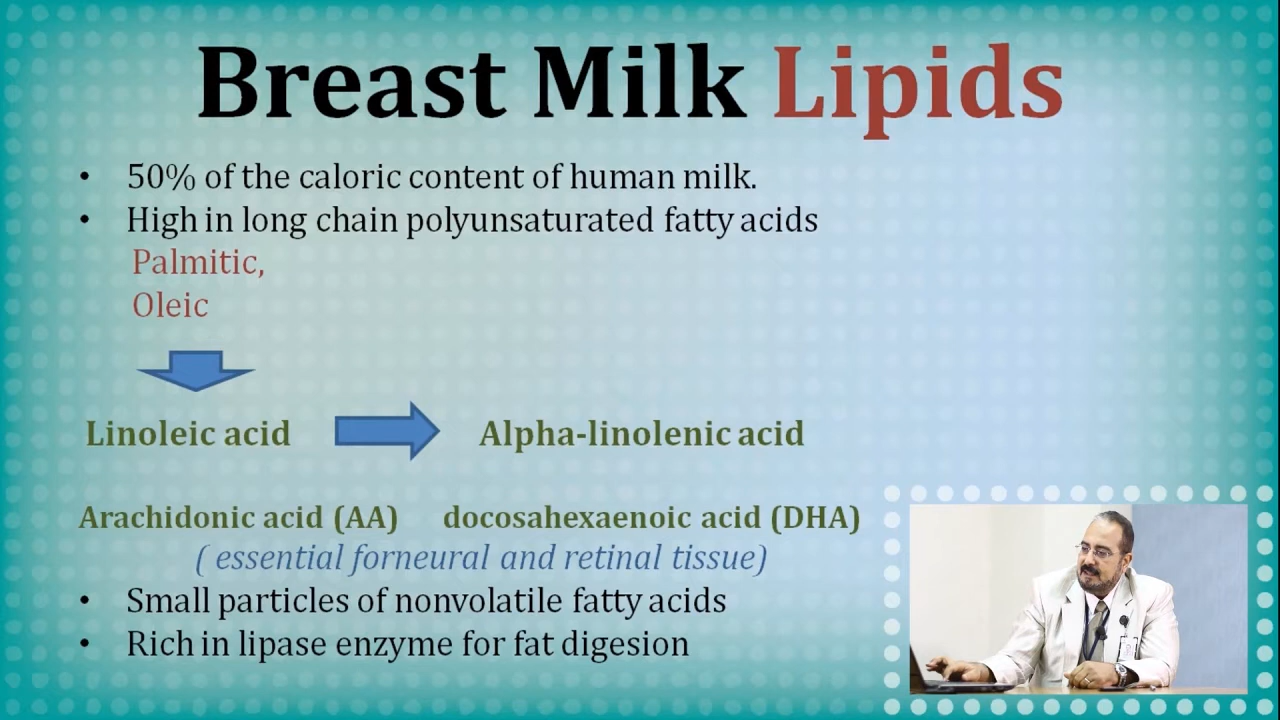 Breast Milk Lipids
• 50% of the caloric content of human milk.
• High in long chain polyunsaturated fatty acids
Palmitic,
Oleic
Linoleic acid Alpha-linolenic acid
Arachidonic acid (AA) docosahexaenoic acid (DHA)
( essential forneural and retinal tissue)
• Small particles of nonvolatile fatty acids
• Rich in lipase enzyme for fat digesion